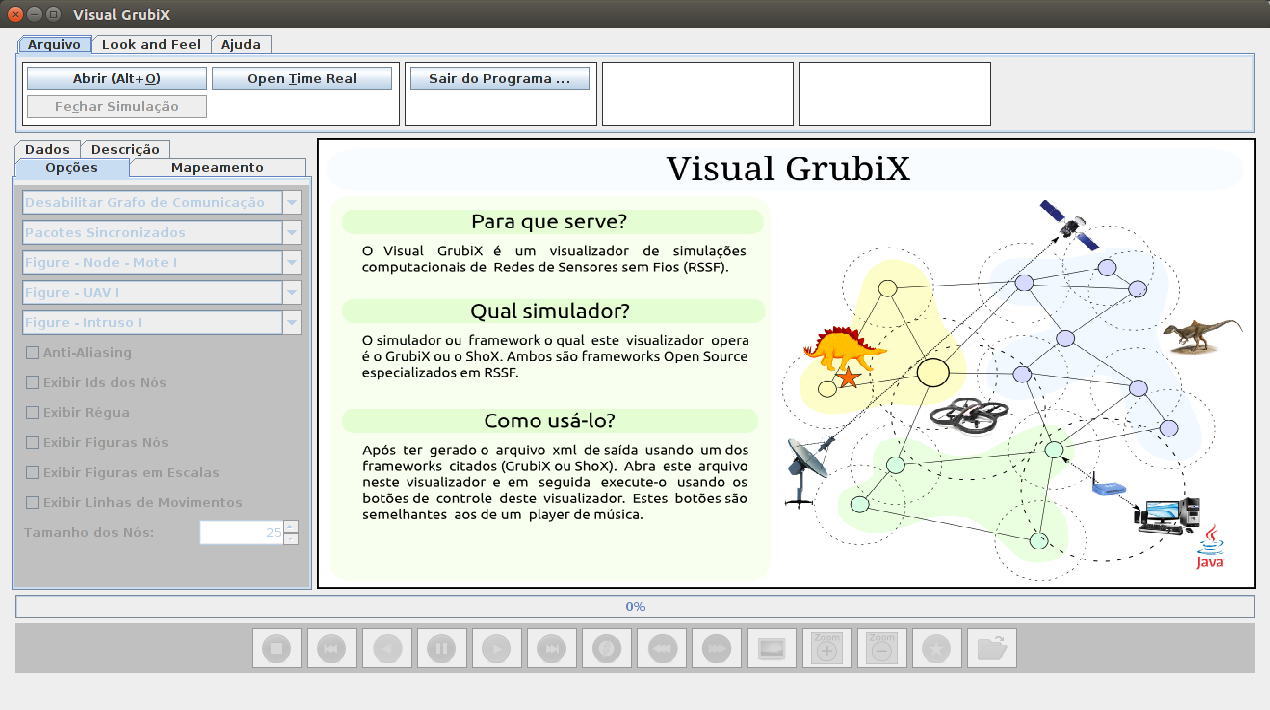 Visual GrubiX
Arquivo
Look and Feel
Ajuda
Abrir (Alt+O)
Open Time Real
Sair do Programa ...
Fechar Simulação
Dados
Descrição
Opções
Mapeamento
Desabilitar Grafo de Comunicação
Pacotes Sincronizados
Figure - Node - Mote I
Figure - UAV I
Figure - Intruso I
Anti-Aliasing
Exibir Ids dos Nós
Exibir Régua
Exibir Figuras Nós
Exibir Figuras em Escalas
Exibir Linhas de Movimentos
Tamanho dos Nós:
25
Visual GrubiX
Para que serve?
O Visual GrubiX é um visualizador de simulações
computacionais de Redes de Sensores sem Fios (RSSF).
Qual simulador?
O simulador ou framework o qual este visualizador opera
é o GrubiX ou o ShoX. Ambos são frameworks Open Source
especializados em RSSF.
Como usá-lo?
Após ter gerado o arquivo xml de saída usando um dos
frameworks citados (GrubiX ou ShoX). Abra este arquivo
neste visualizador e em seguida execute-o usando os
botões de controle deste visualizador. Estes botões são
semelhantes aos de um player de música.
Java
0%
Zoom
Zoom